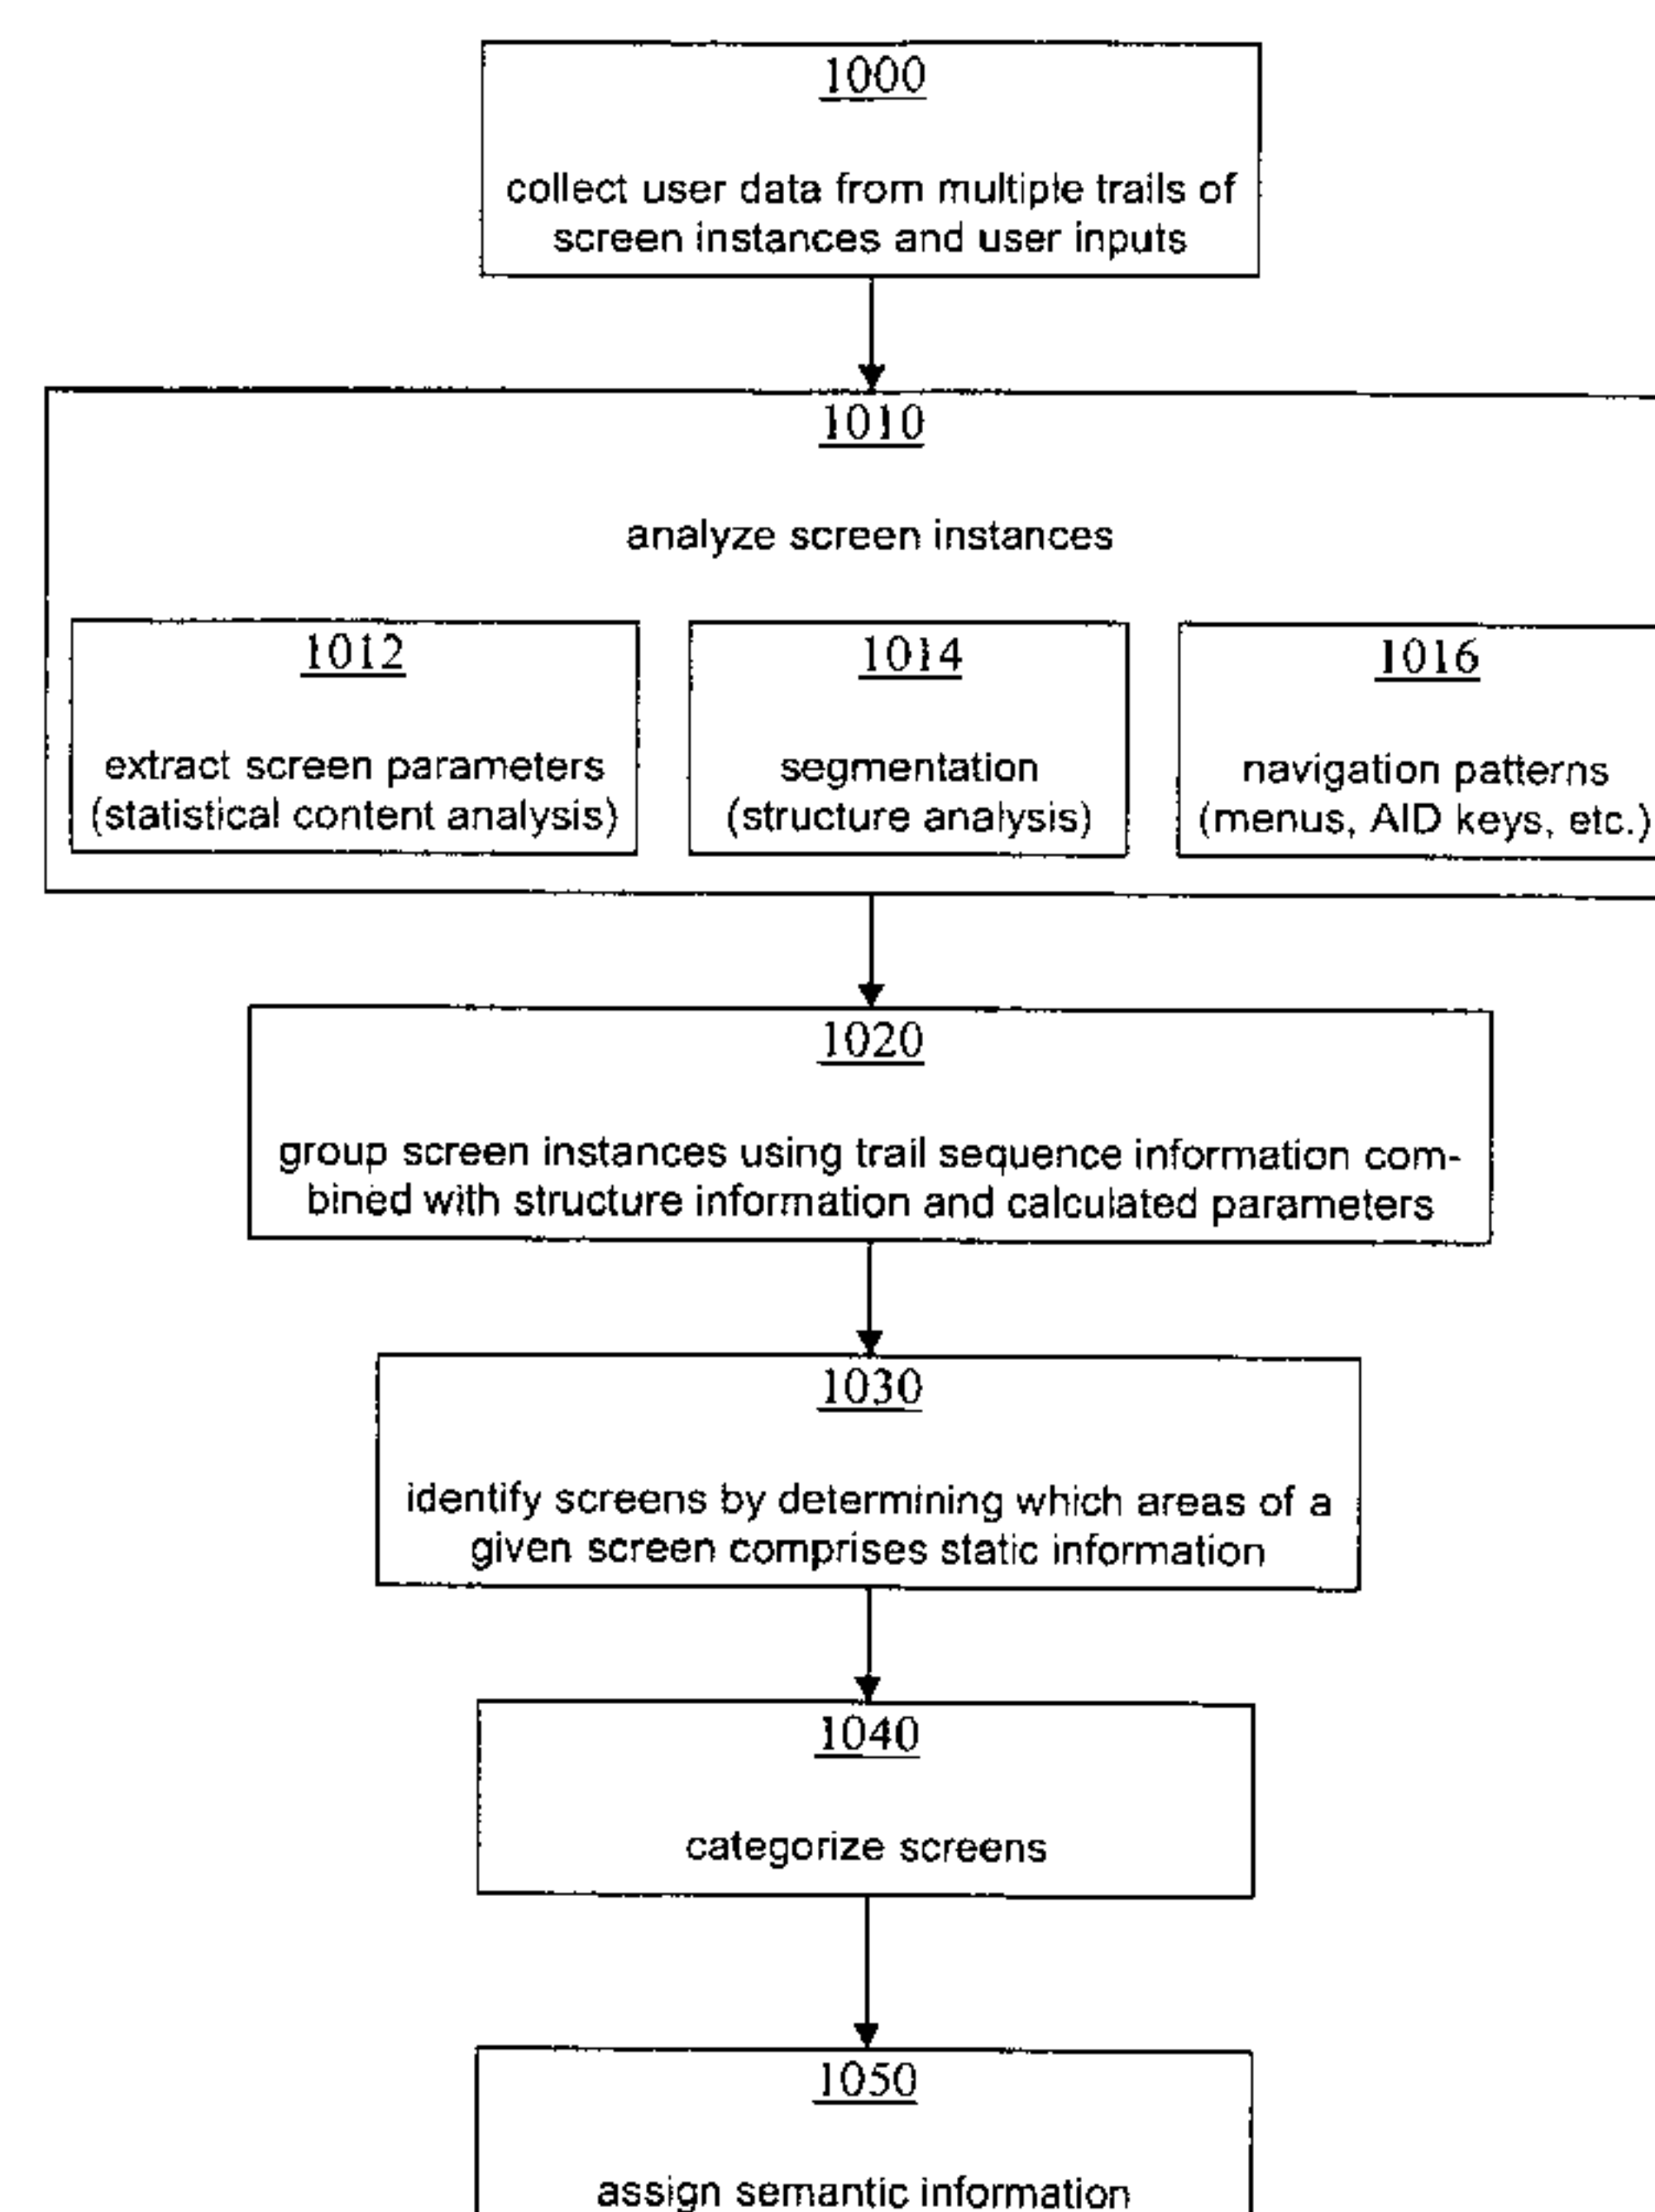 1000
collect user data from multiple trails of
screen instances and user inputs
1010
analyze screen instances
1012
extract screen parameters
(statistical content analysis)
1014
segmentation
(structure analysis)
1016
navigation patterns
(menus, AID keys, etc.)
1020
group screen instances using trail sequence information com-
bined with structure information and calculated parameters
1030
identify screens by determining which areas of a
given screen comprises static information
1040
categorize screens
1050
assign semantic information